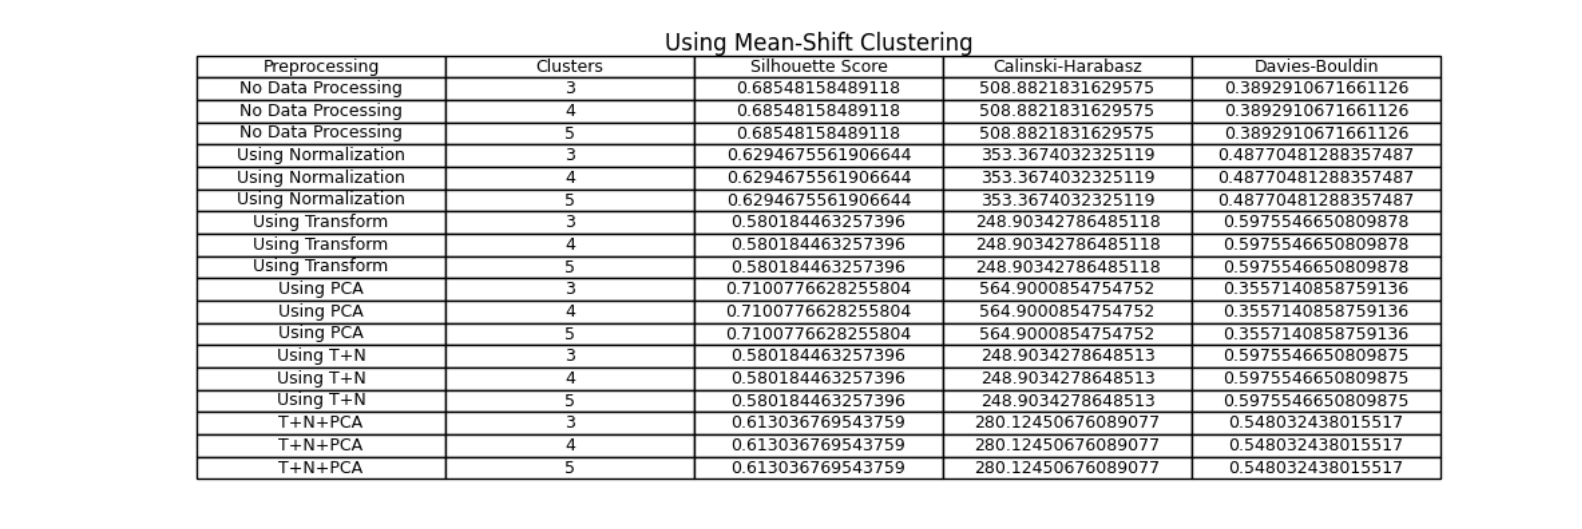 Using Mean-Shift Clustering
Preprocessing Clusters Silhouette Score Calinski-Harabasz Davies-Bouldin
No Data Processing 3 0.68548158489118 508.8821831629575 0.3892910671661126
No Data Processing 4 0.68548158489118 508.8821831629575 0.3892910671661126
No Data Processing 5 0.68548158489118 508.8821831629575 0.3892910671661126
Using Normalization 3 0.6294675561906644 353.3674032325119 0.48770481288357487
Using Normalization 4 0.6294675561906644 353.3674032325119 0.48770481288357487
Using Normalization 5 0.6294675561906644 353.3674032325119 0.48770481288357487
Using Transform 3 0.580184463257396 248.90342786485118 0.5975546650809878
Using Transform 4 0.580184463257396 248.90342786485118 0.5975546650809878
Using Transform 5 0.580184463257396 248.90342786485118 0.5975546650809878
Using PCA 3 0.7100776628255804 564.9000854754752 0.3557140858759136
Using PCA 4 0.7100776628255804 564.9000854754752 0.3557140858759136
Using PCA 5 0.7100776628255804 564.9000854754752 0.3557140858759136
Using T+N 3 0.580184463257396 248.9034278648513 0.5975546650809875
Using T+N 4 0.580184463257396 248.9034278648513 0.5975546650809875
Using T+N 5 0.580184463257396 248.9034278648513 0.5975546650809875
T+N+PCA 3 0.613036769543759 280.12450676089077 0.548032438015517
T+N+PCA 4 0.613036769543759 280.12450676089077 0.548032438015517
T+N+PCA 5 0.613036769543759 280.12450676089077 0.548032438015517